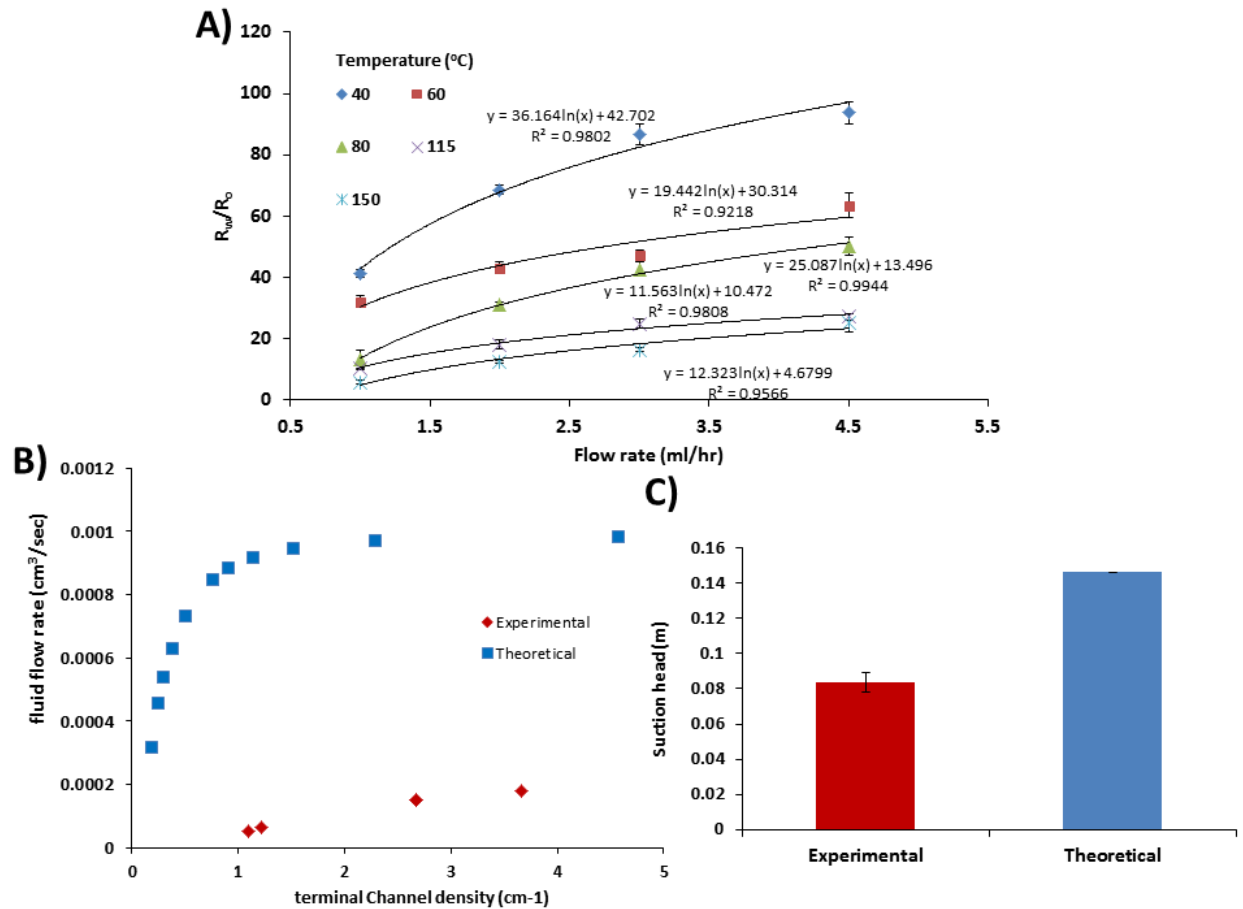 A)
120
100
80
60
40
20
0
R_w/R_o
Temperature (°C)
40 60
80 115
150
y = 36.164ln(x) + 42.702
R² = 0.9802
y = 19.442ln(x) + 30.314
R² = 0.9218
y = 25.087ln(x) + 13.496
R² = 0.9944
y = 11.563ln(x) + 10.472
R² = 0.9808
y = 12.323ln(x) + 4.6799
R² = 0.9566
0.5 1.5 2.5 3.5 4.5 5.5
Flow rate (ml/hr)
B)
0.0012
0.001
0.0008
0.0006
0.0004
0.0002
0
fluid flow rate (cm³/sec)
Experimental
Theoretical
0 1 2 3 4 5
terminal Channel density (cm-1)
C)
0.16
0.14
0.12
0.1
0.08
0.06
0.04
0.02
0
Suction head (m)
Experimental Theoretical